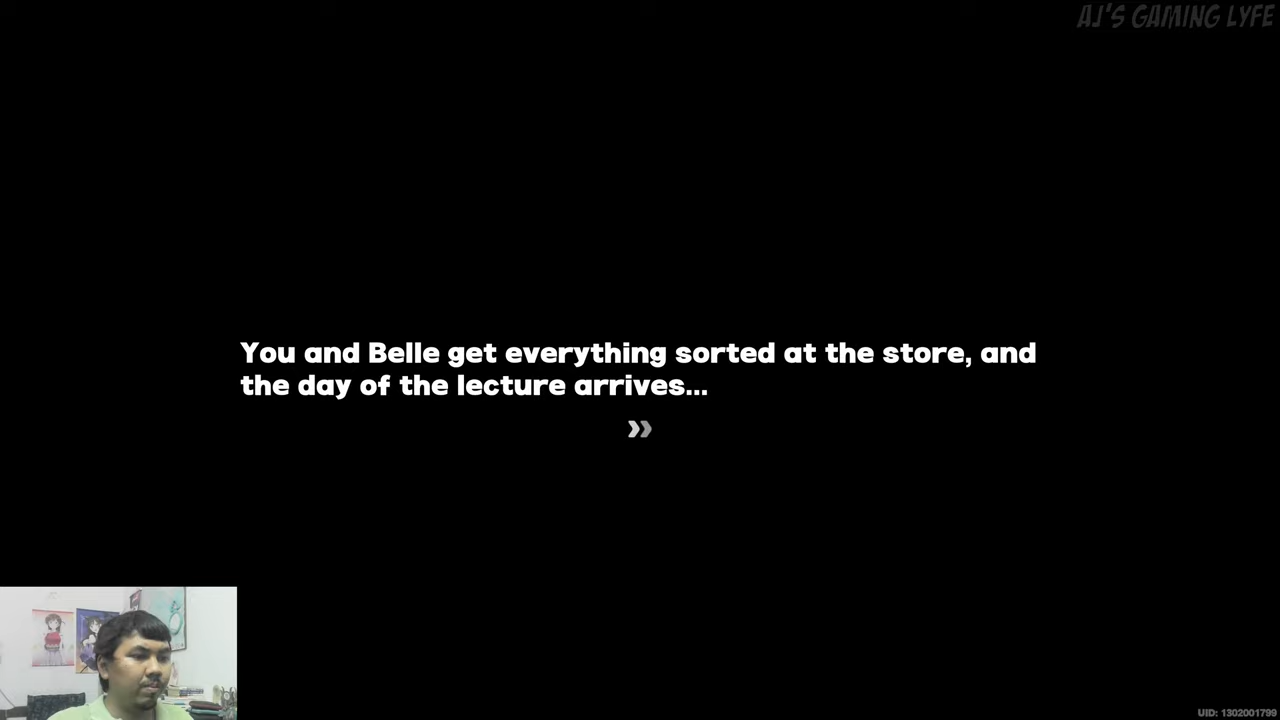 AJ'S GAMING LYFE
You and Belle get everything sorted at the store, and
the day of the lecture arrives...
UID: 1302001799